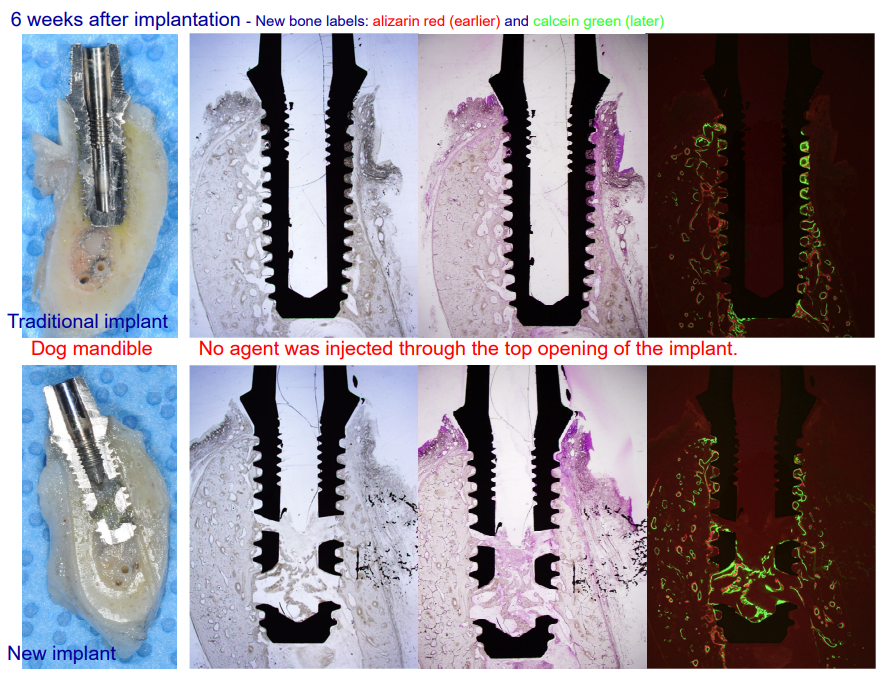 6 weeks after implantation - New bone labels: alizarin red (earlier) and calcein green (later)
Traditional implant
Dog mandible No agent was injected through the top opening of the implant.
New implant